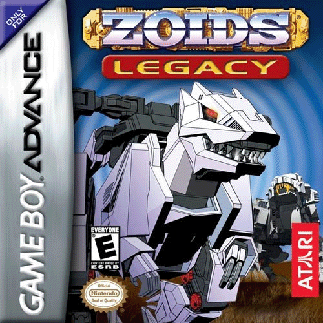 ONLY
FOR
GAME BOY ADVANCE
ZOIDS
LEGACY
EVERYONE
E
ESRB
Nintendo
ATARI